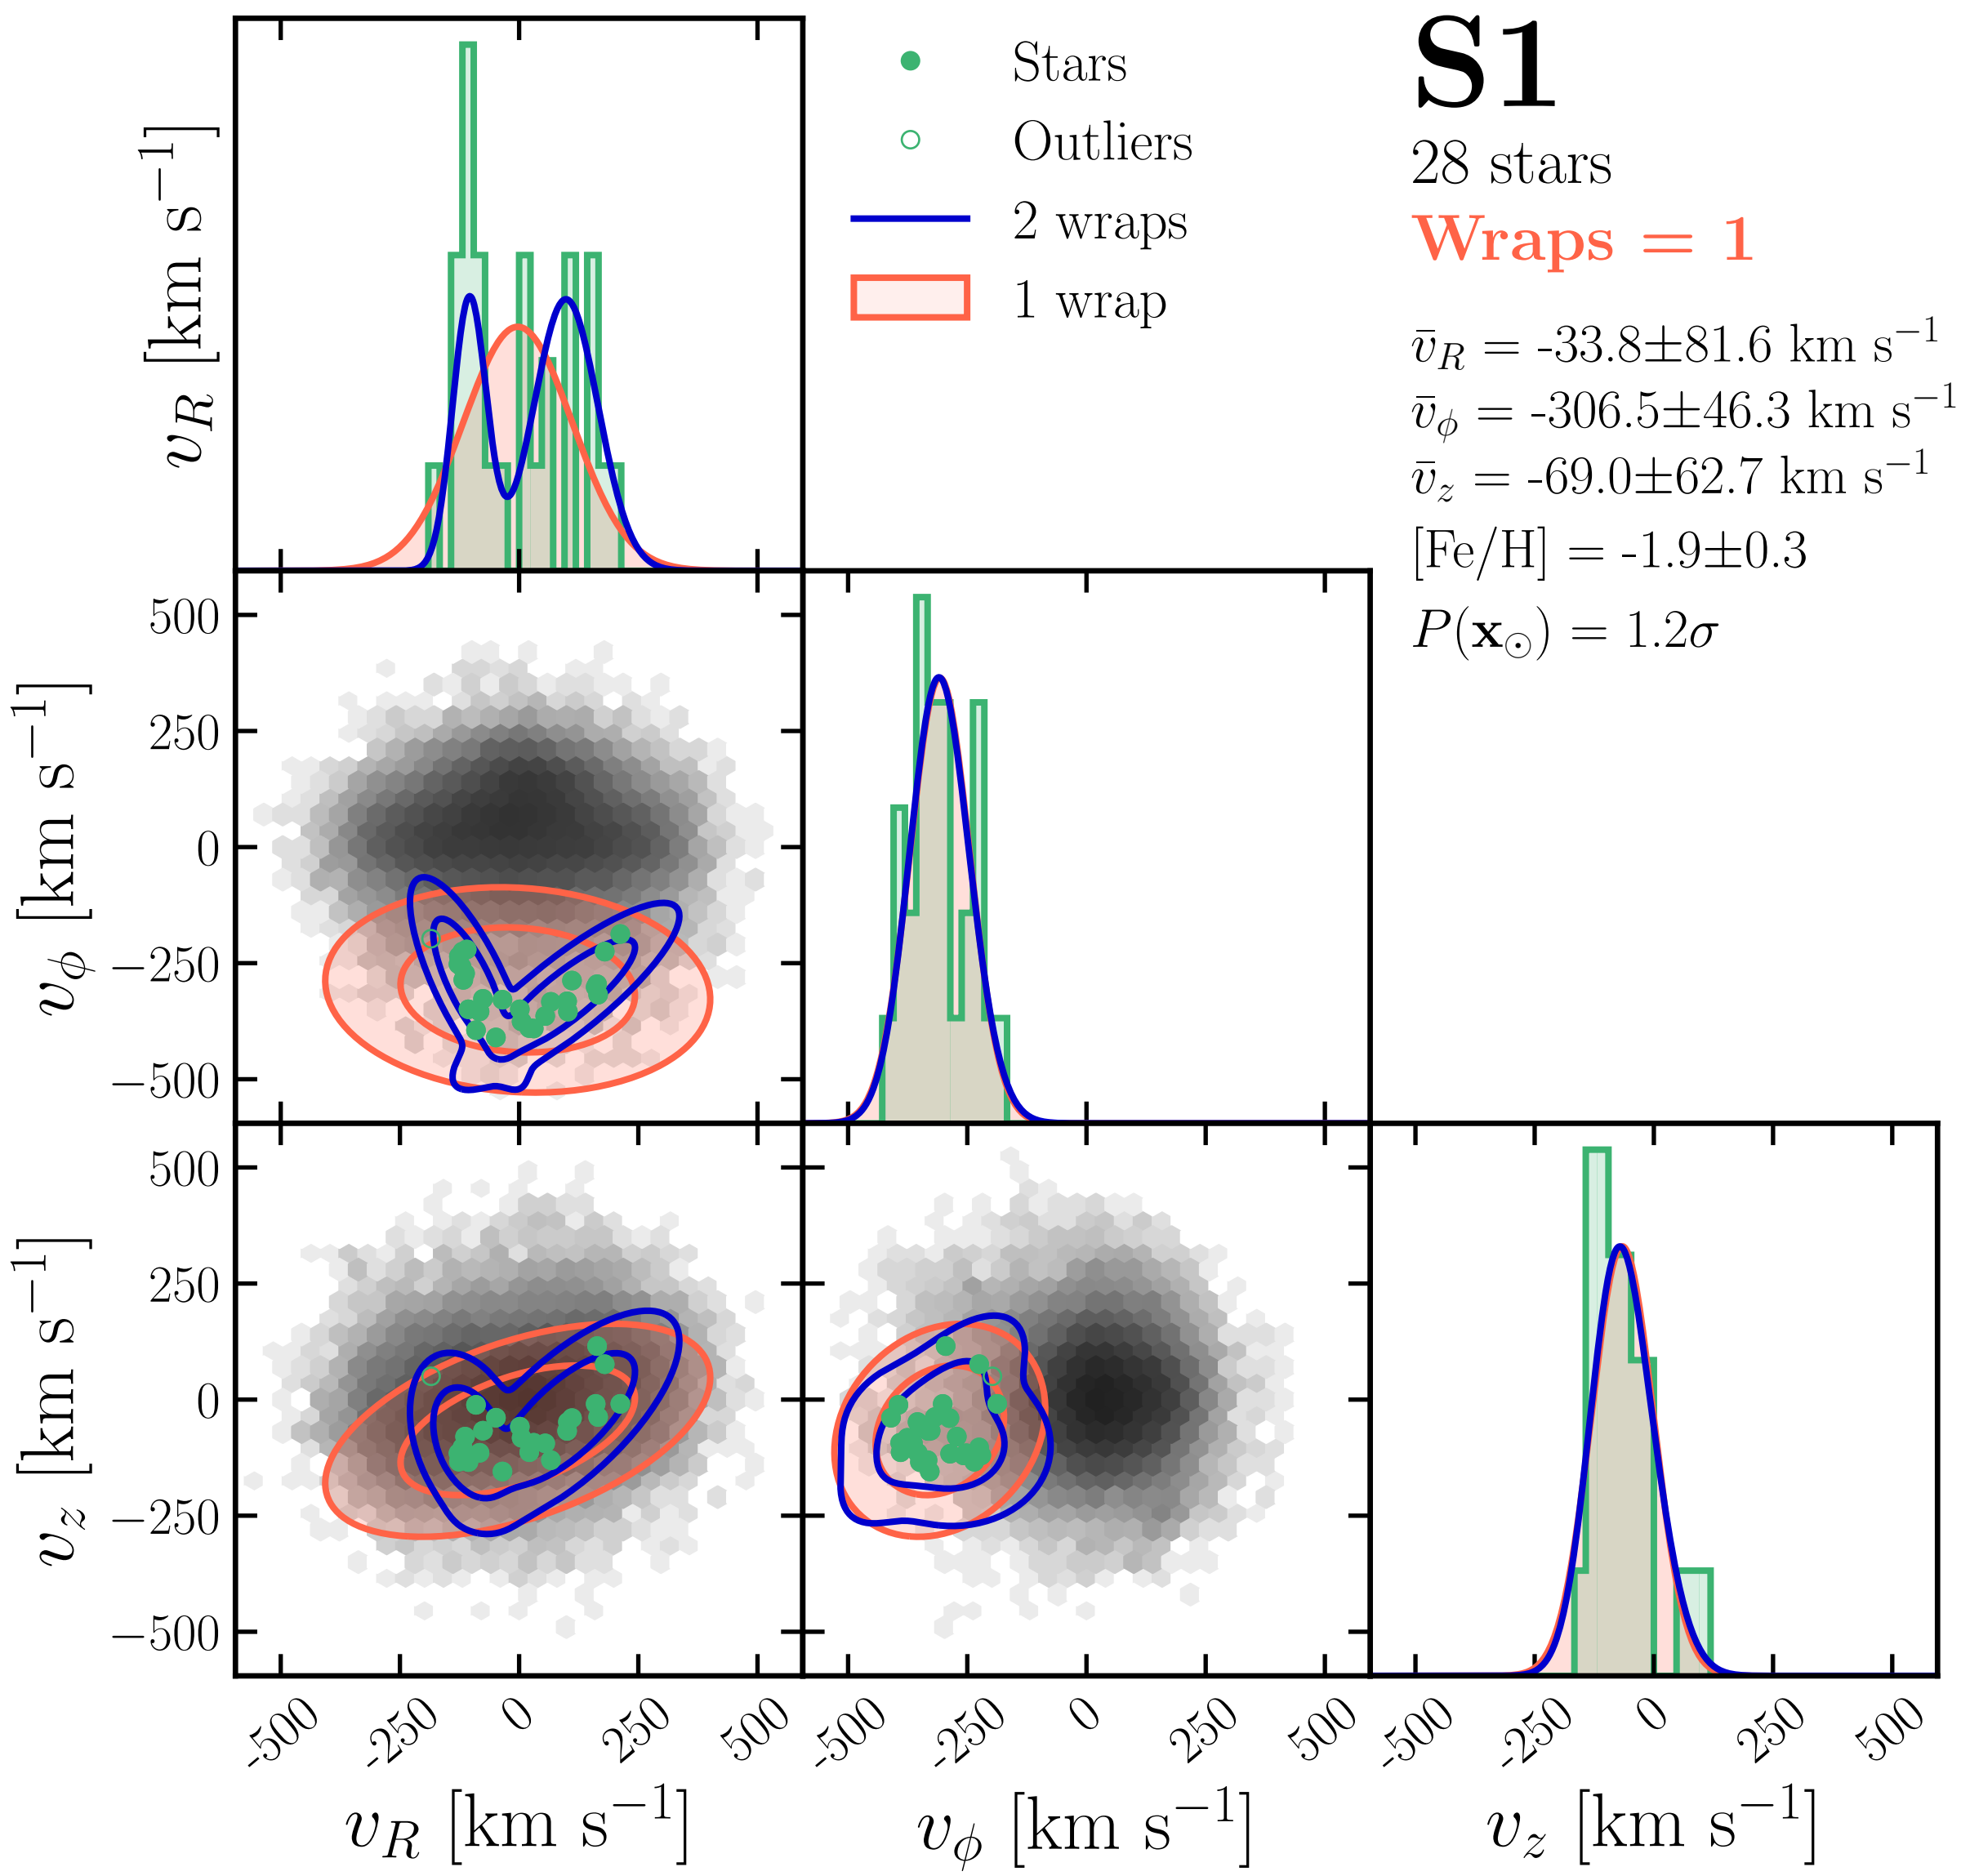 S1
28 stars
Wraps = 1
v̄_R = -33.8±81.6 km s⁻¹
v̄_ϕ = -306.5±46.3 km s⁻¹
v̄_z = -69.0±62.7 km s⁻¹
[Fe/H] = -1.9±0.3
P(x_⊙) = 1.2σ
Stars
Outliers
2 wraps
1 wrap
v_R [km s⁻¹]
v_ϕ [km s⁻¹]
500
250
0
−250
−500
v_z [km s⁻¹]
500
250
0
−250
−500
-500
-250
0
250
500
-500
-250
0
250
500
-500
-250
0
250
500
v_R [km s⁻¹]
v_ϕ [km s⁻¹]
v_z [km s⁻¹]